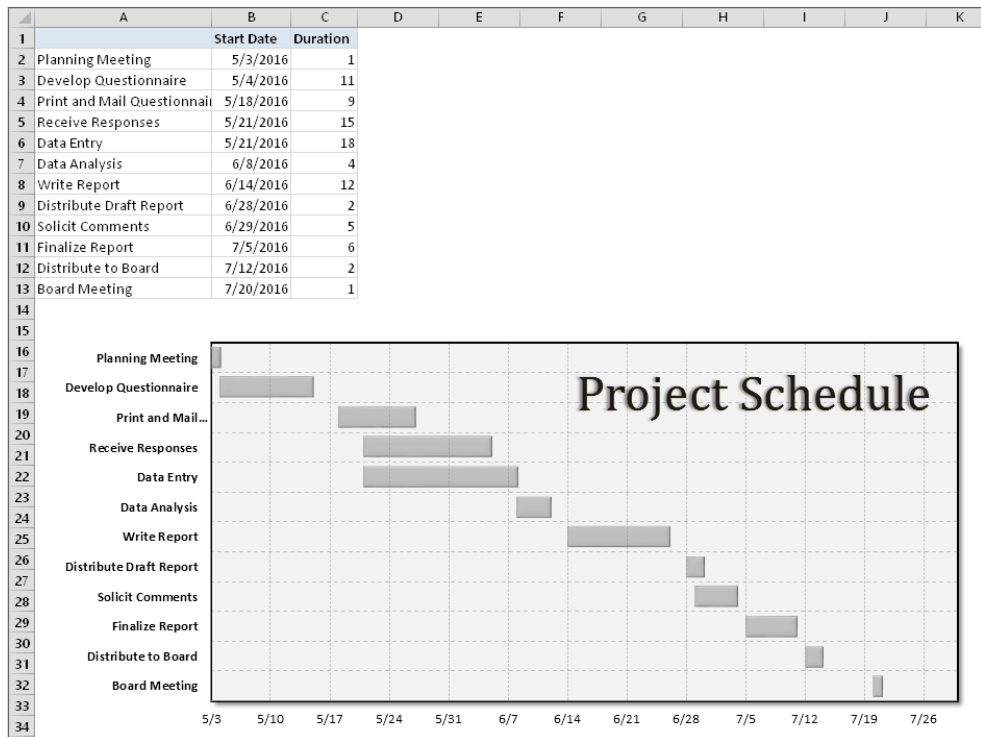 A B C D E F G H I J K
1 Start Date Duration
2 Planning Meeting 5/3/2016 1
3 Develop Questionnaire 5/4/2016 11
4 Print and Mail Questionnair 5/18/2016 9
5 Receive Responses 5/21/2016 15
6 Data Entry 5/21/2016 18
7 Data Analysis 6/8/2016 4
8 Write Report 6/14/2016 12
9 Distribute Draft Report 6/28/2016 2
10 Solicit Comments 6/29/2016 5
11 Finalize Report 7/5/2016 6
12 Distribute to Board 7/12/2016 2
13 Board Meeting 7/20/2016 1
14
15
16 Planning Meeting
17
18 Develop Questionnaire
Project Schedule
19 Print and Mail...
20
21 Receive Responses
22 Data Entry
23
24 Data Analysis
25 Write Report
26 Distribute Draft Report
27
28 Solicit Comments
29 Finalize Report
30
31 Distribute to Board
32 Board Meeting
33
34 5/3 5/10 5/17 5/24 5/31 6/7 6/14 6/21 6/28 7/5 7/12 7/19 7/26